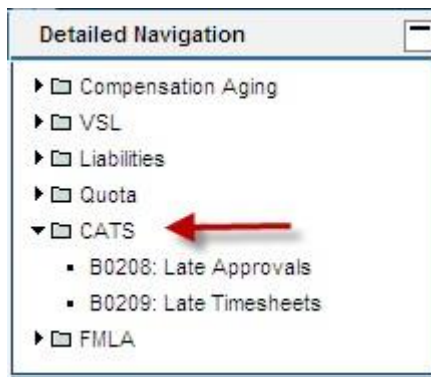 Detailed Navigation
Compensation Aging
VSL
Liabilities
Quota
CATS
B0208: Late Approvals
B0209: Late Timesheets
FMLA